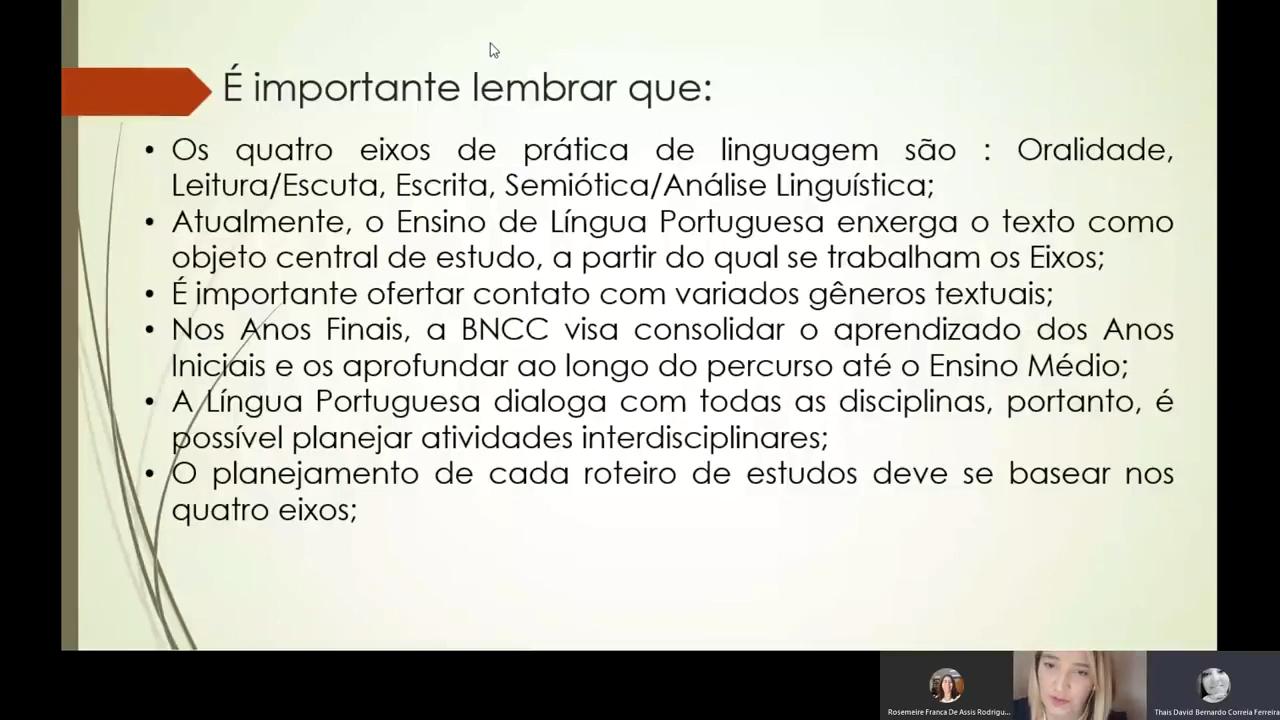 É importante lembrar que:
• Os quatro eixos de prática de linguagem são : Oralidade,
Leitura/Escuta, Escrita, Semiótica/Análise Linguística;
• Atualmente, o Ensino de Língua Portuguesa enxerga o texto como
objeto central de estudo, a partir do qual se trabalham os Eixos;
• É importante ofertar contato com variados gêneros textuais;
• Nos Anos Finais, a BNCC visa consolidar o aprendizado dos Anos
Iniciais e os aprofundar ao longo do percurso até o Ensino Médio;
• A Língua Portuguesa dialoga com todas as disciplinas, portanto, é
possível planejar atividades interdisciplinares;
• O planejamento de cada roteiro de estudos deve se basear nos
quatro eixos;
Rosemeire Franca De Assis Rodrigu...
Thais David Bernardo Correia Ferreira